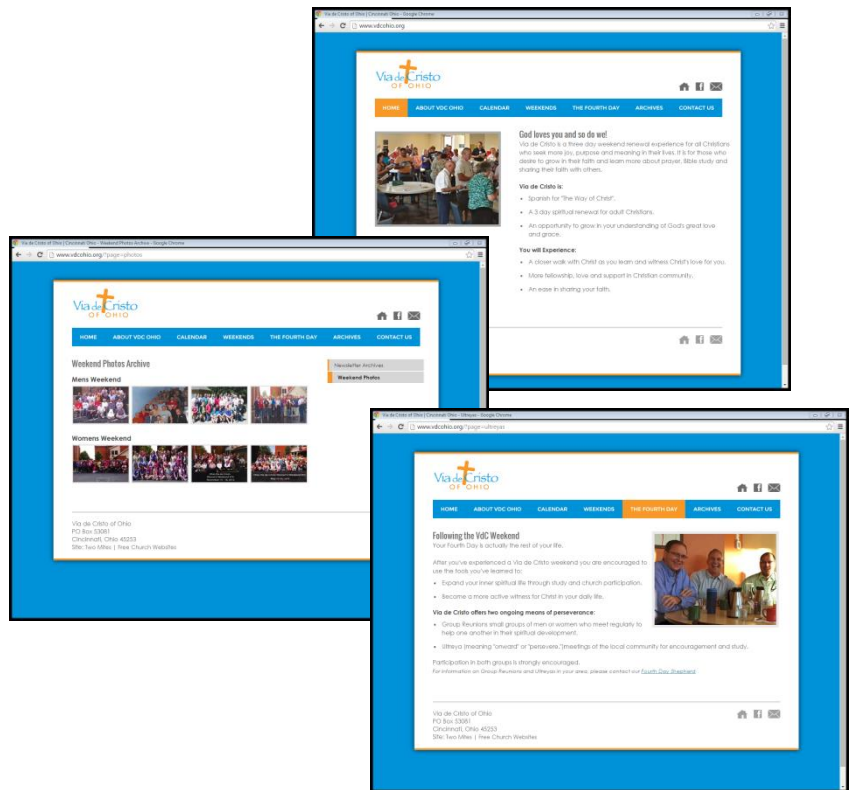 Via de Cristo of Ohio | Cincinnati Ohio - Google Chrome
www.vdcohio.org
Via de Cristo
OF OHIO
HOME ABOUT VDC OHIO CALENDAR WEEKENDS THE FOURTH DAY ARCHIVES CONTACT US
God loves you and so do we!
Via de Cristo is a three day weekend renewal experience for all Christians
who seek more joy, purpose and meaning in their lives. It is for those who
desire to grow in their faith and learn more about prayer, Bible study and
sharing their faith with others.
Via de Cristo is:
• Spanish for "The Way of Christ".
• A 3 day spiritual renewal for adult Christians.
• An opportunity to grow in your understanding of God's great love
and grace.
You will Experience:
• A closer walk with Christ as you learn and witness Christ's love for you.
• More fellowship, love and support in Christian community.
• An ease in sharing your faith.
Via de Cristo of Ohio | Cincinnati Ohio - Weekend Photos Archive - Google Chrome
www.vdcohio.org/?page=photos
Via de Cristo
OF OHIO
HOME ABOUT VDC OHIO CALENDAR WEEKENDS THE FOURTH DAY ARCHIVES CONTACT US
Weekend Photos Archive
Newsletter Archives
Weekend Photos
Mens Weekend
Womens Weekend
Via de Cristo of Ohio
PO Box 53081
Cincinnati, Ohio 45253
Site: Two Mites | Free Church Websites
Via de Cristo of Ohio | Cincinnati Ohio - Ultreyas - Google Chrome
www.vdcohio.org/?page=ultreyas
Via de Cristo
OF OHIO
HOME ABOUT VDC OHIO CALENDAR WEEKENDS THE FOURTH DAY ARCHIVES CONTACT US
Following the VdC Weekend
Your Fourth Day is actually the rest of your life.
After you've experienced a Via de Cristo weekend you are encouraged to
use the tools you've learned to:
• Expand your inner spiritual life through study and church participation.
• Become a more active witness for Christ in your daily life.
Via de Cristo offers two ongoing means of perseverance:
• Group Reunions small groups of men or women who meet regularly to
help one another in their spiritual development.
• Ultreya (meaning "onward" or "persevere,")meetings of the local community for encouragement and study.
Participation in both groups is strongly encouraged.
For information on Group Reunions and Ultreyas in your area, please contact our Fourth Day Shepherd
Via de Cristo of Ohio
PO Box 53081
Cincinnati, Ohio 45253
Site: Two Mites | Free Church Websites